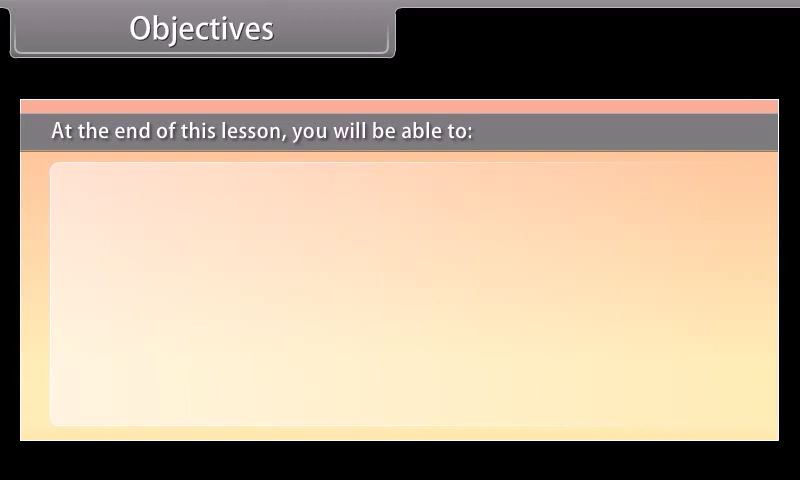 Objectives
At the end of this lesson, you will be able to: